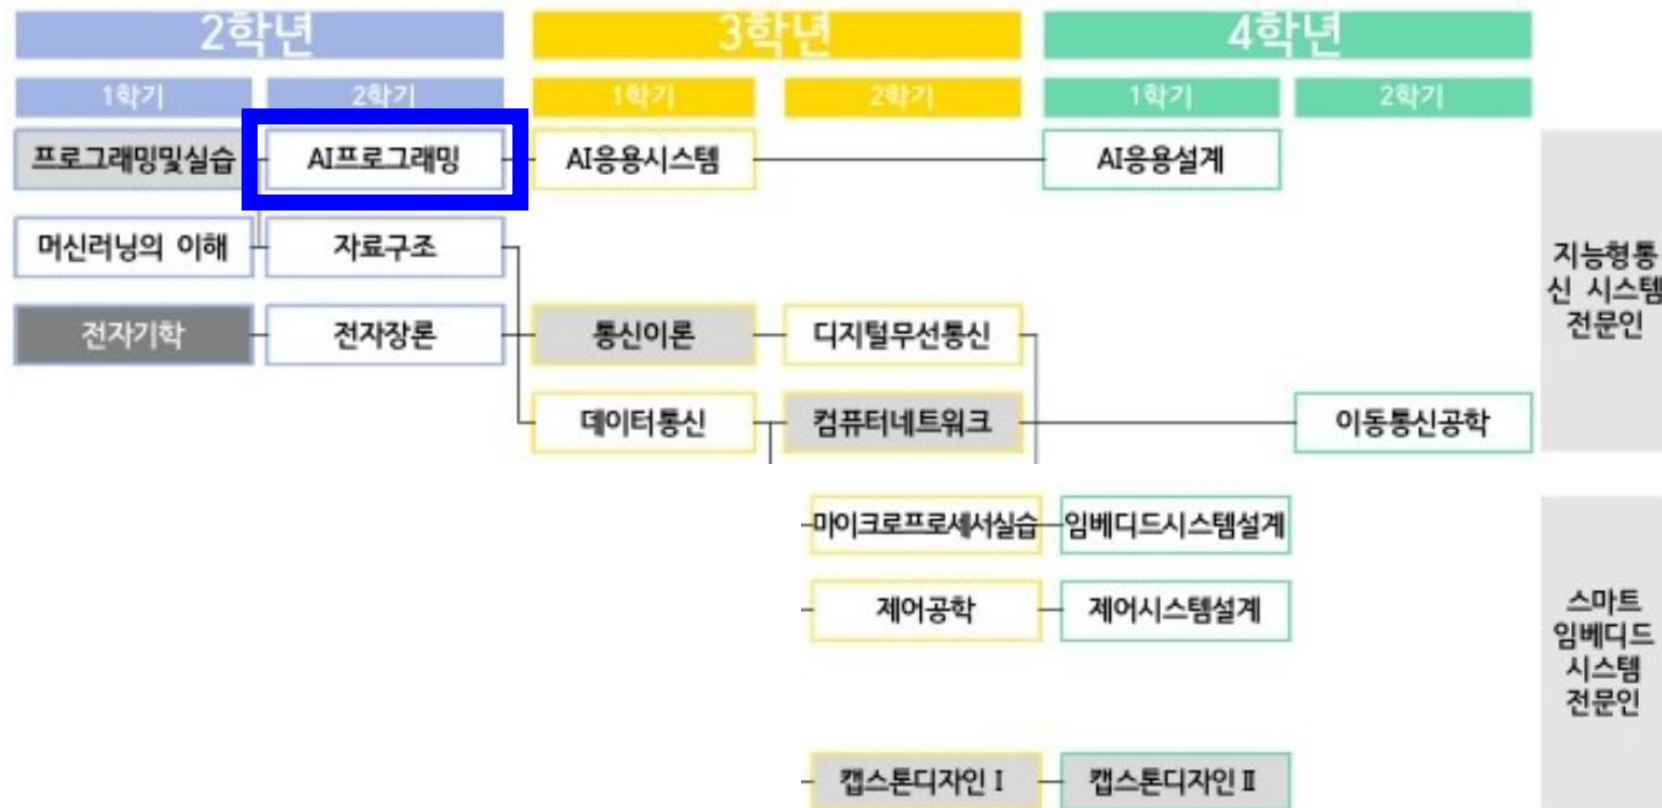 2학년 3학년 4학년
1학기 2학기 1학기 2학기 1학기 2학기
프로그래밍및실습 AI프로그래밍 AI응용시스템 AI응용설계
머신러닝의 이해 자료구조
전자기학 전자장론 통신이론 디지털무선통신
데이터통신 컴퓨터네트워크 이동통신공학
지능형통
신 시스템
전문인
마이크로프로세서실습 임베디드시스템설계
제어공학 제어시스템설계
캡스톤디자인 I 캡스톤디자인 II
스마트
임베디드
시스템
전문인